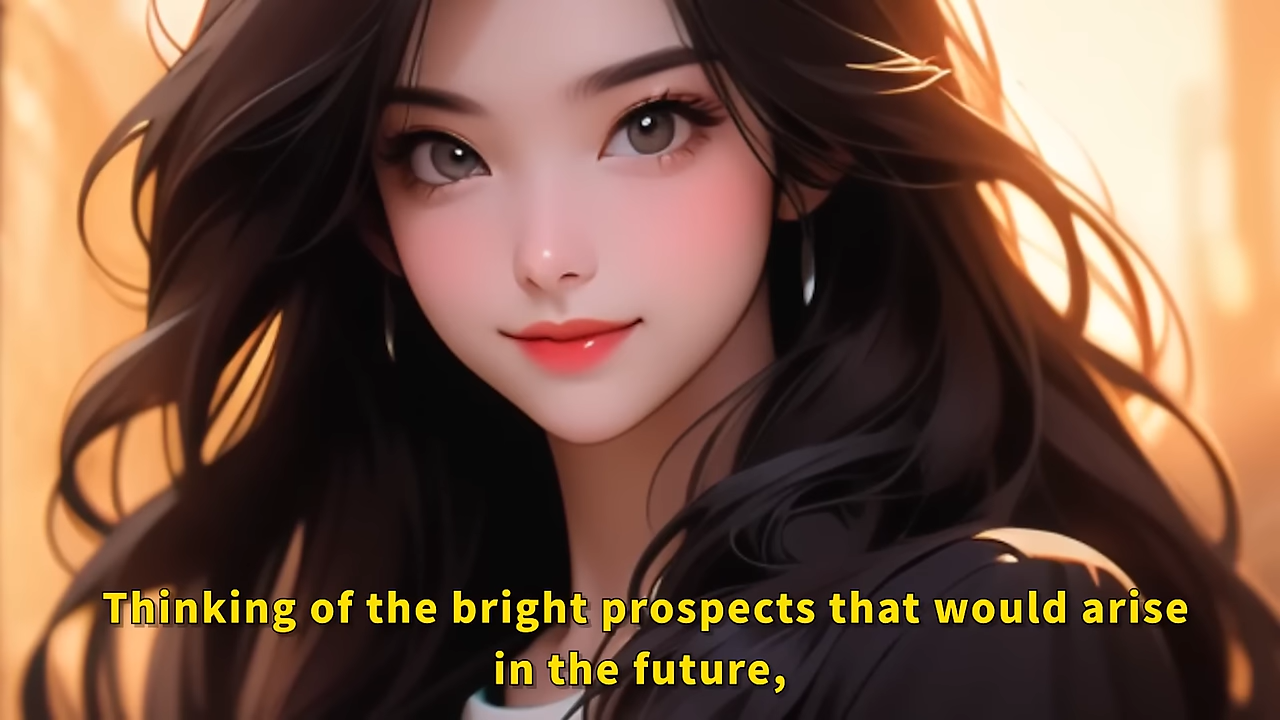 Thinking of the bright prospects that would arise
in the future,